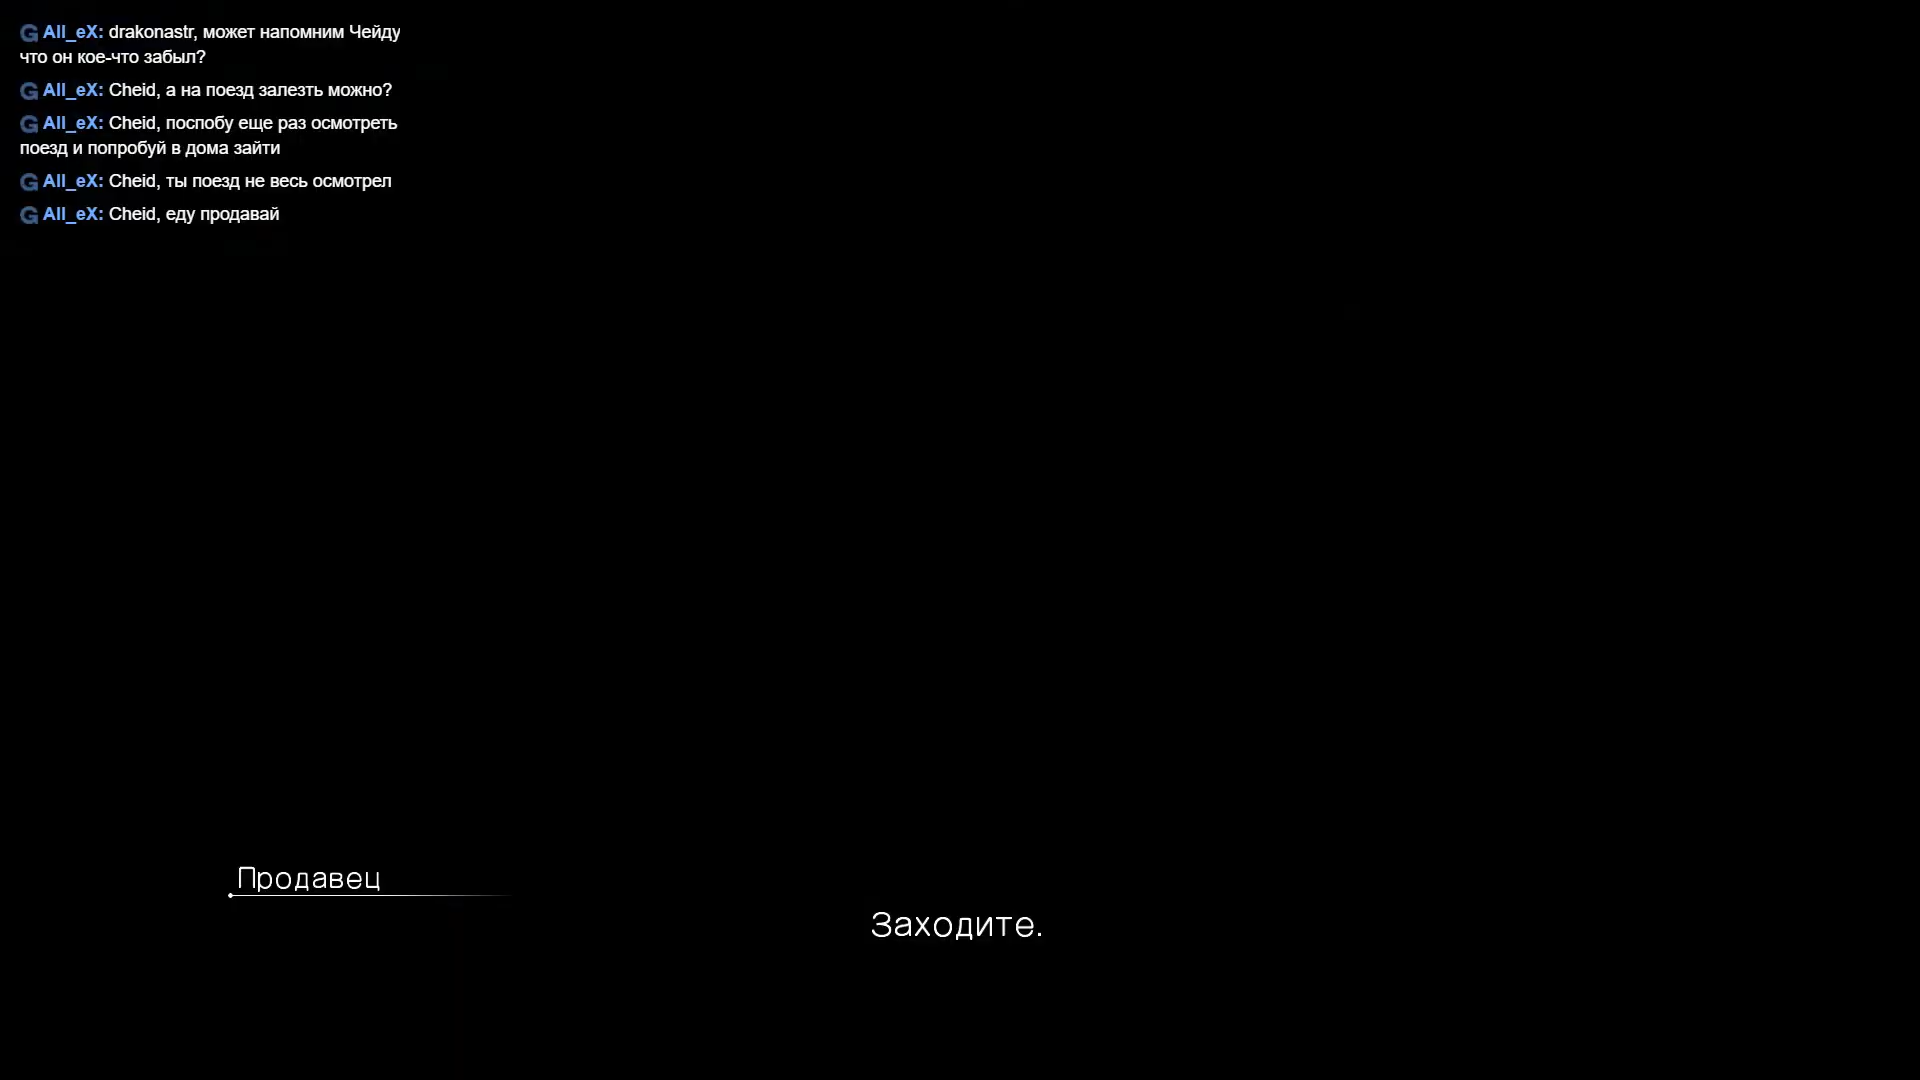 All_eX: drakonastr, может напомним Чейду
что он кое-что забыл?
All_eX: Cheid, а на поезд залезть можно?
All_eX: Cheid, поспобу еще раз осмотреть
поезд и попробуй в дома зайти
All_eX: Cheid, ты поезд не весь осмотрел
All_eX: Cheid, еду продавай
Продавец
Заходите.